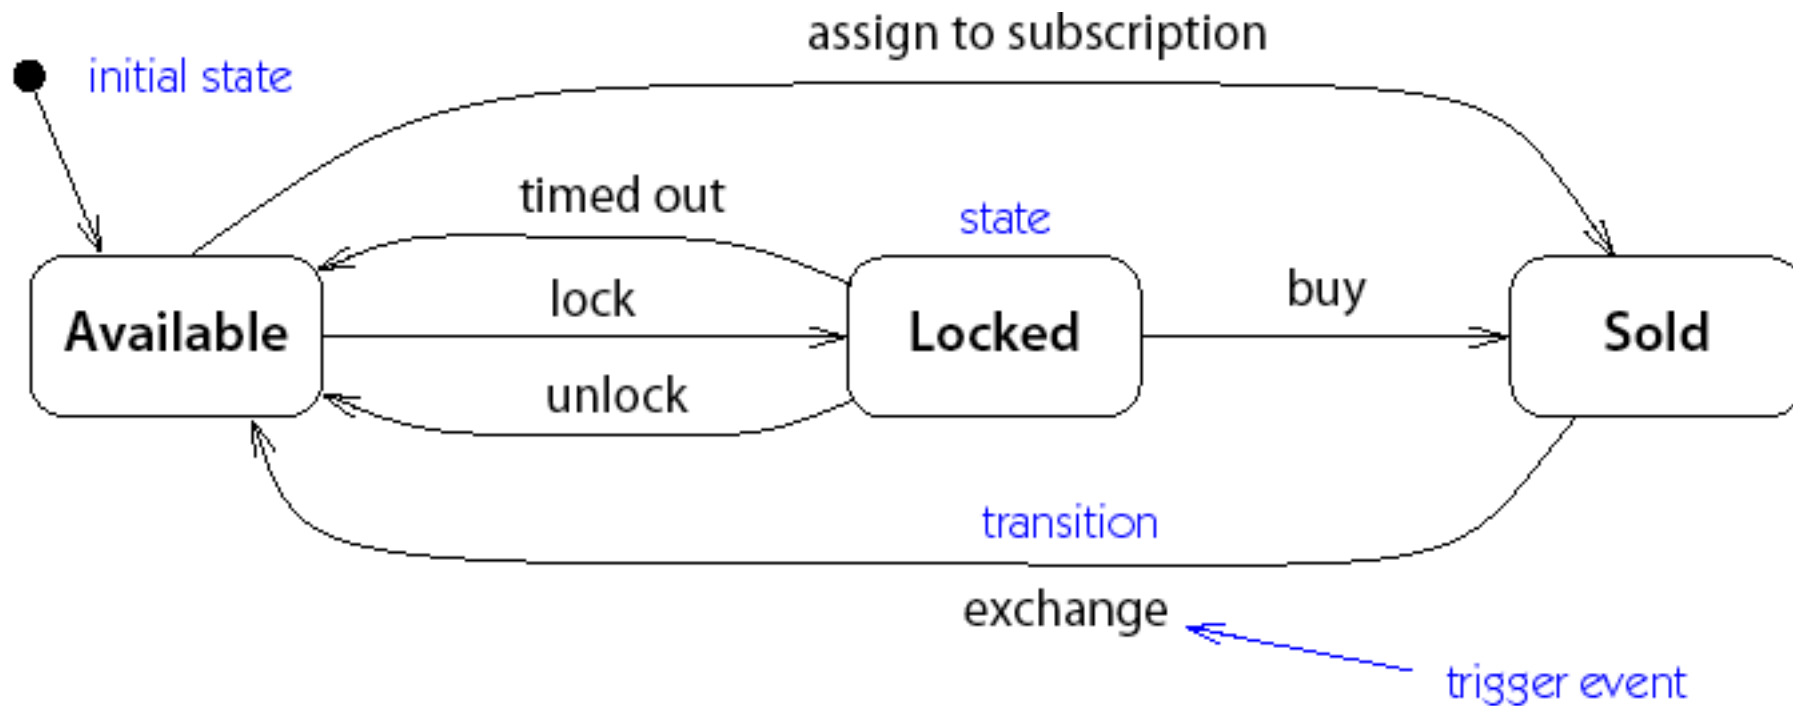 assign to subscription
initial state
timed out
state
lock
buy
Available
Locked
Sold
unlock
transition
exchange
trigger event